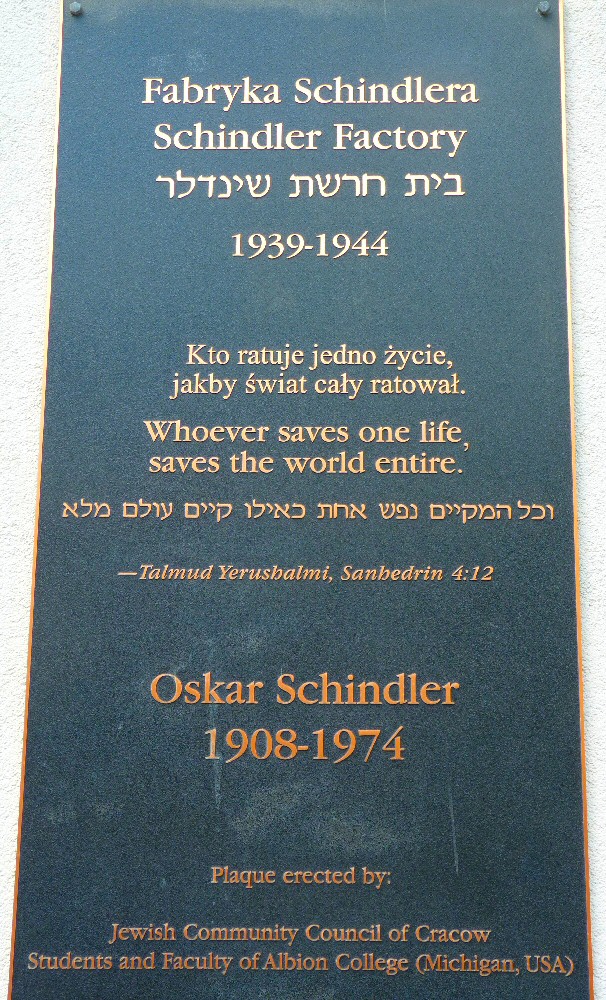 Fabryka Schindlera
Schindler Factory
בית חרשת שינדלר
1939-1944
Kto ratuje jedno życie,
jakby świat cały ratował.
Whoever saves one life,
saves the world entire.
וכל המקיים נפש אחת כאילו קיים עולם מלא
—Talmud Yerushalmi, Sanhedrin 4:12
Oskar Schindler
1908-1974
Plaque erected by:
Jewish Community Council of Cracow
Students and Faculty of Albion College (Michigan, USA)